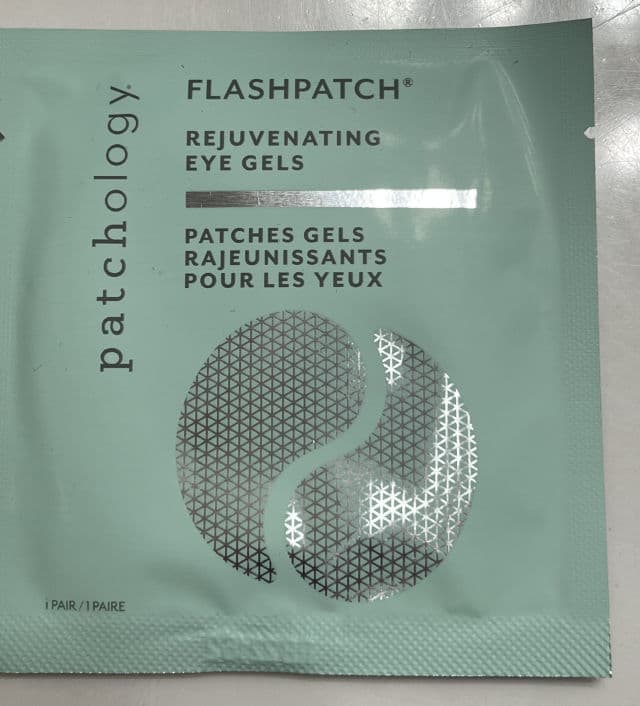 patchology.
FLASHPATCH®
REJUVENATING
EYE GELS
PATCHES GELS
RAJEUNISSANTS
POUR LES YEUX
1 PAIR / 1 PAIRE